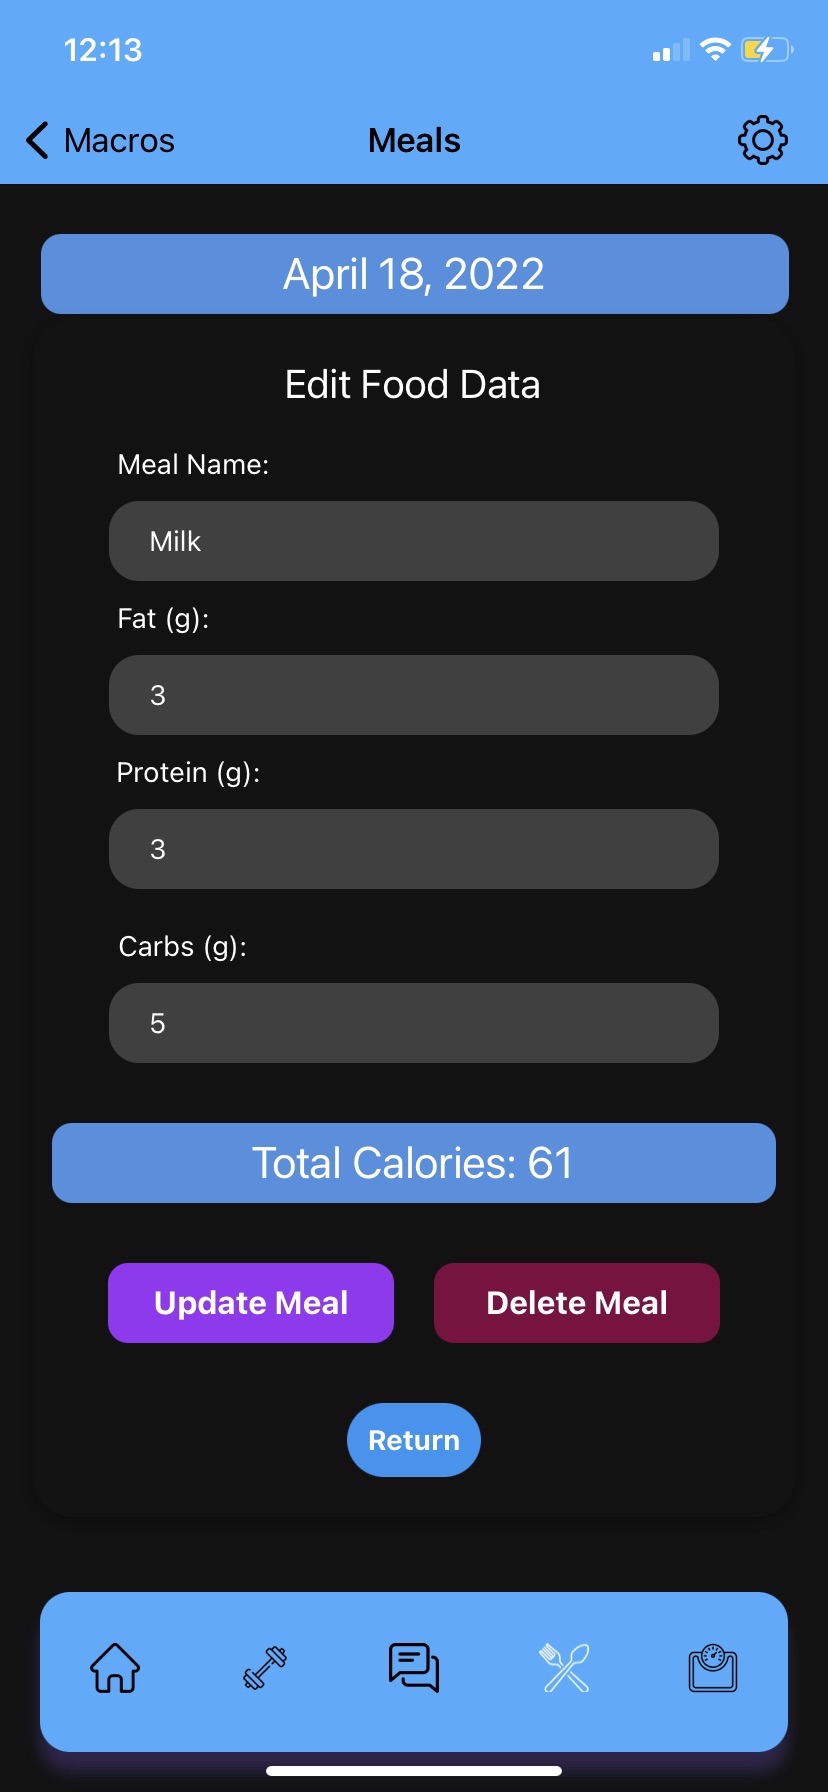 12:13
Macros
Meals
April 18, 2022
Edit Food Data
Meal Name:
Milk
Fat (g):
3
Protein (g):
3
Carbs (g):
5
Total Calories: 61
Update Meal
Delete Meal
Return